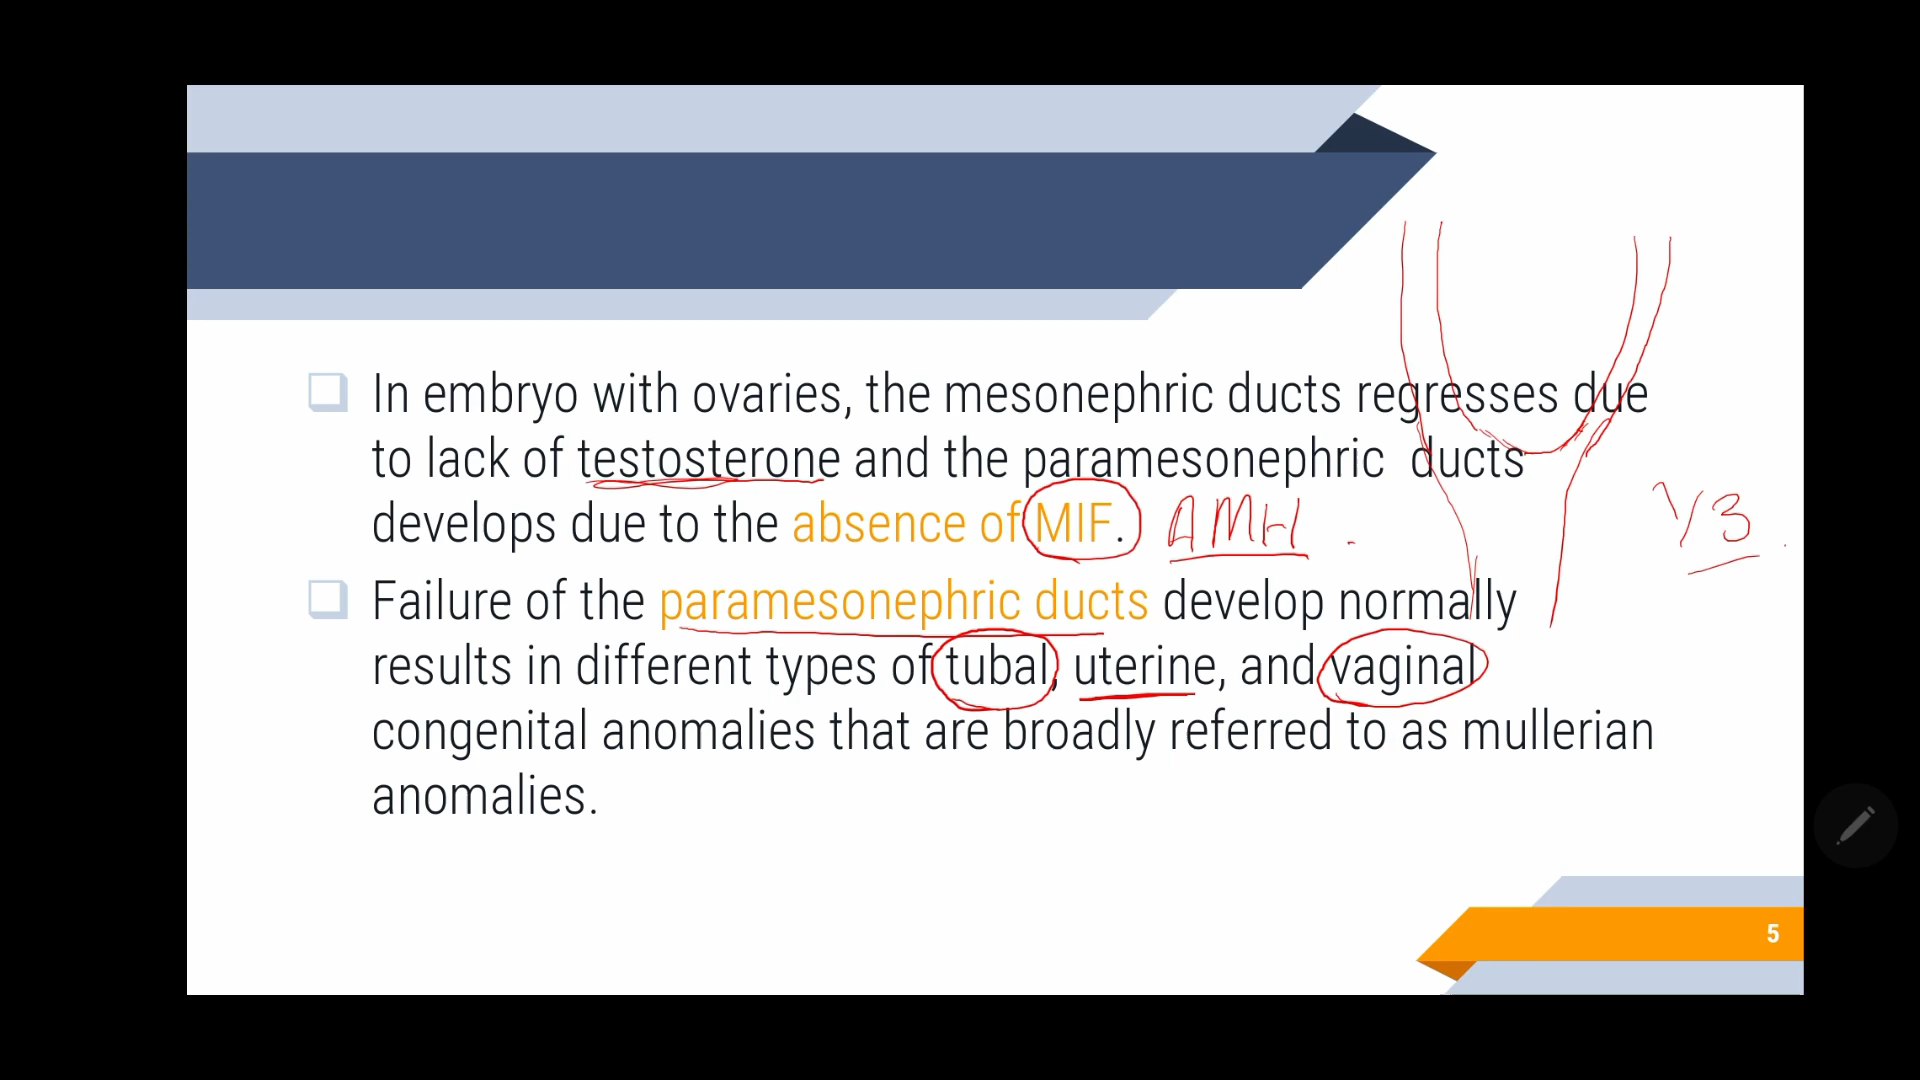 In embryo with ovaries, the mesonephric ducts regresses due
to lack of testosterone and the paramesonephric ducts
develops due to the absence of MIF. AMH
1/3
Failure of the paramesonephric ducts develop normally
results in different types of tubal, uterine, and vaginal
congenital anomalies that are broadly referred to as mullerian
anomalies.
5